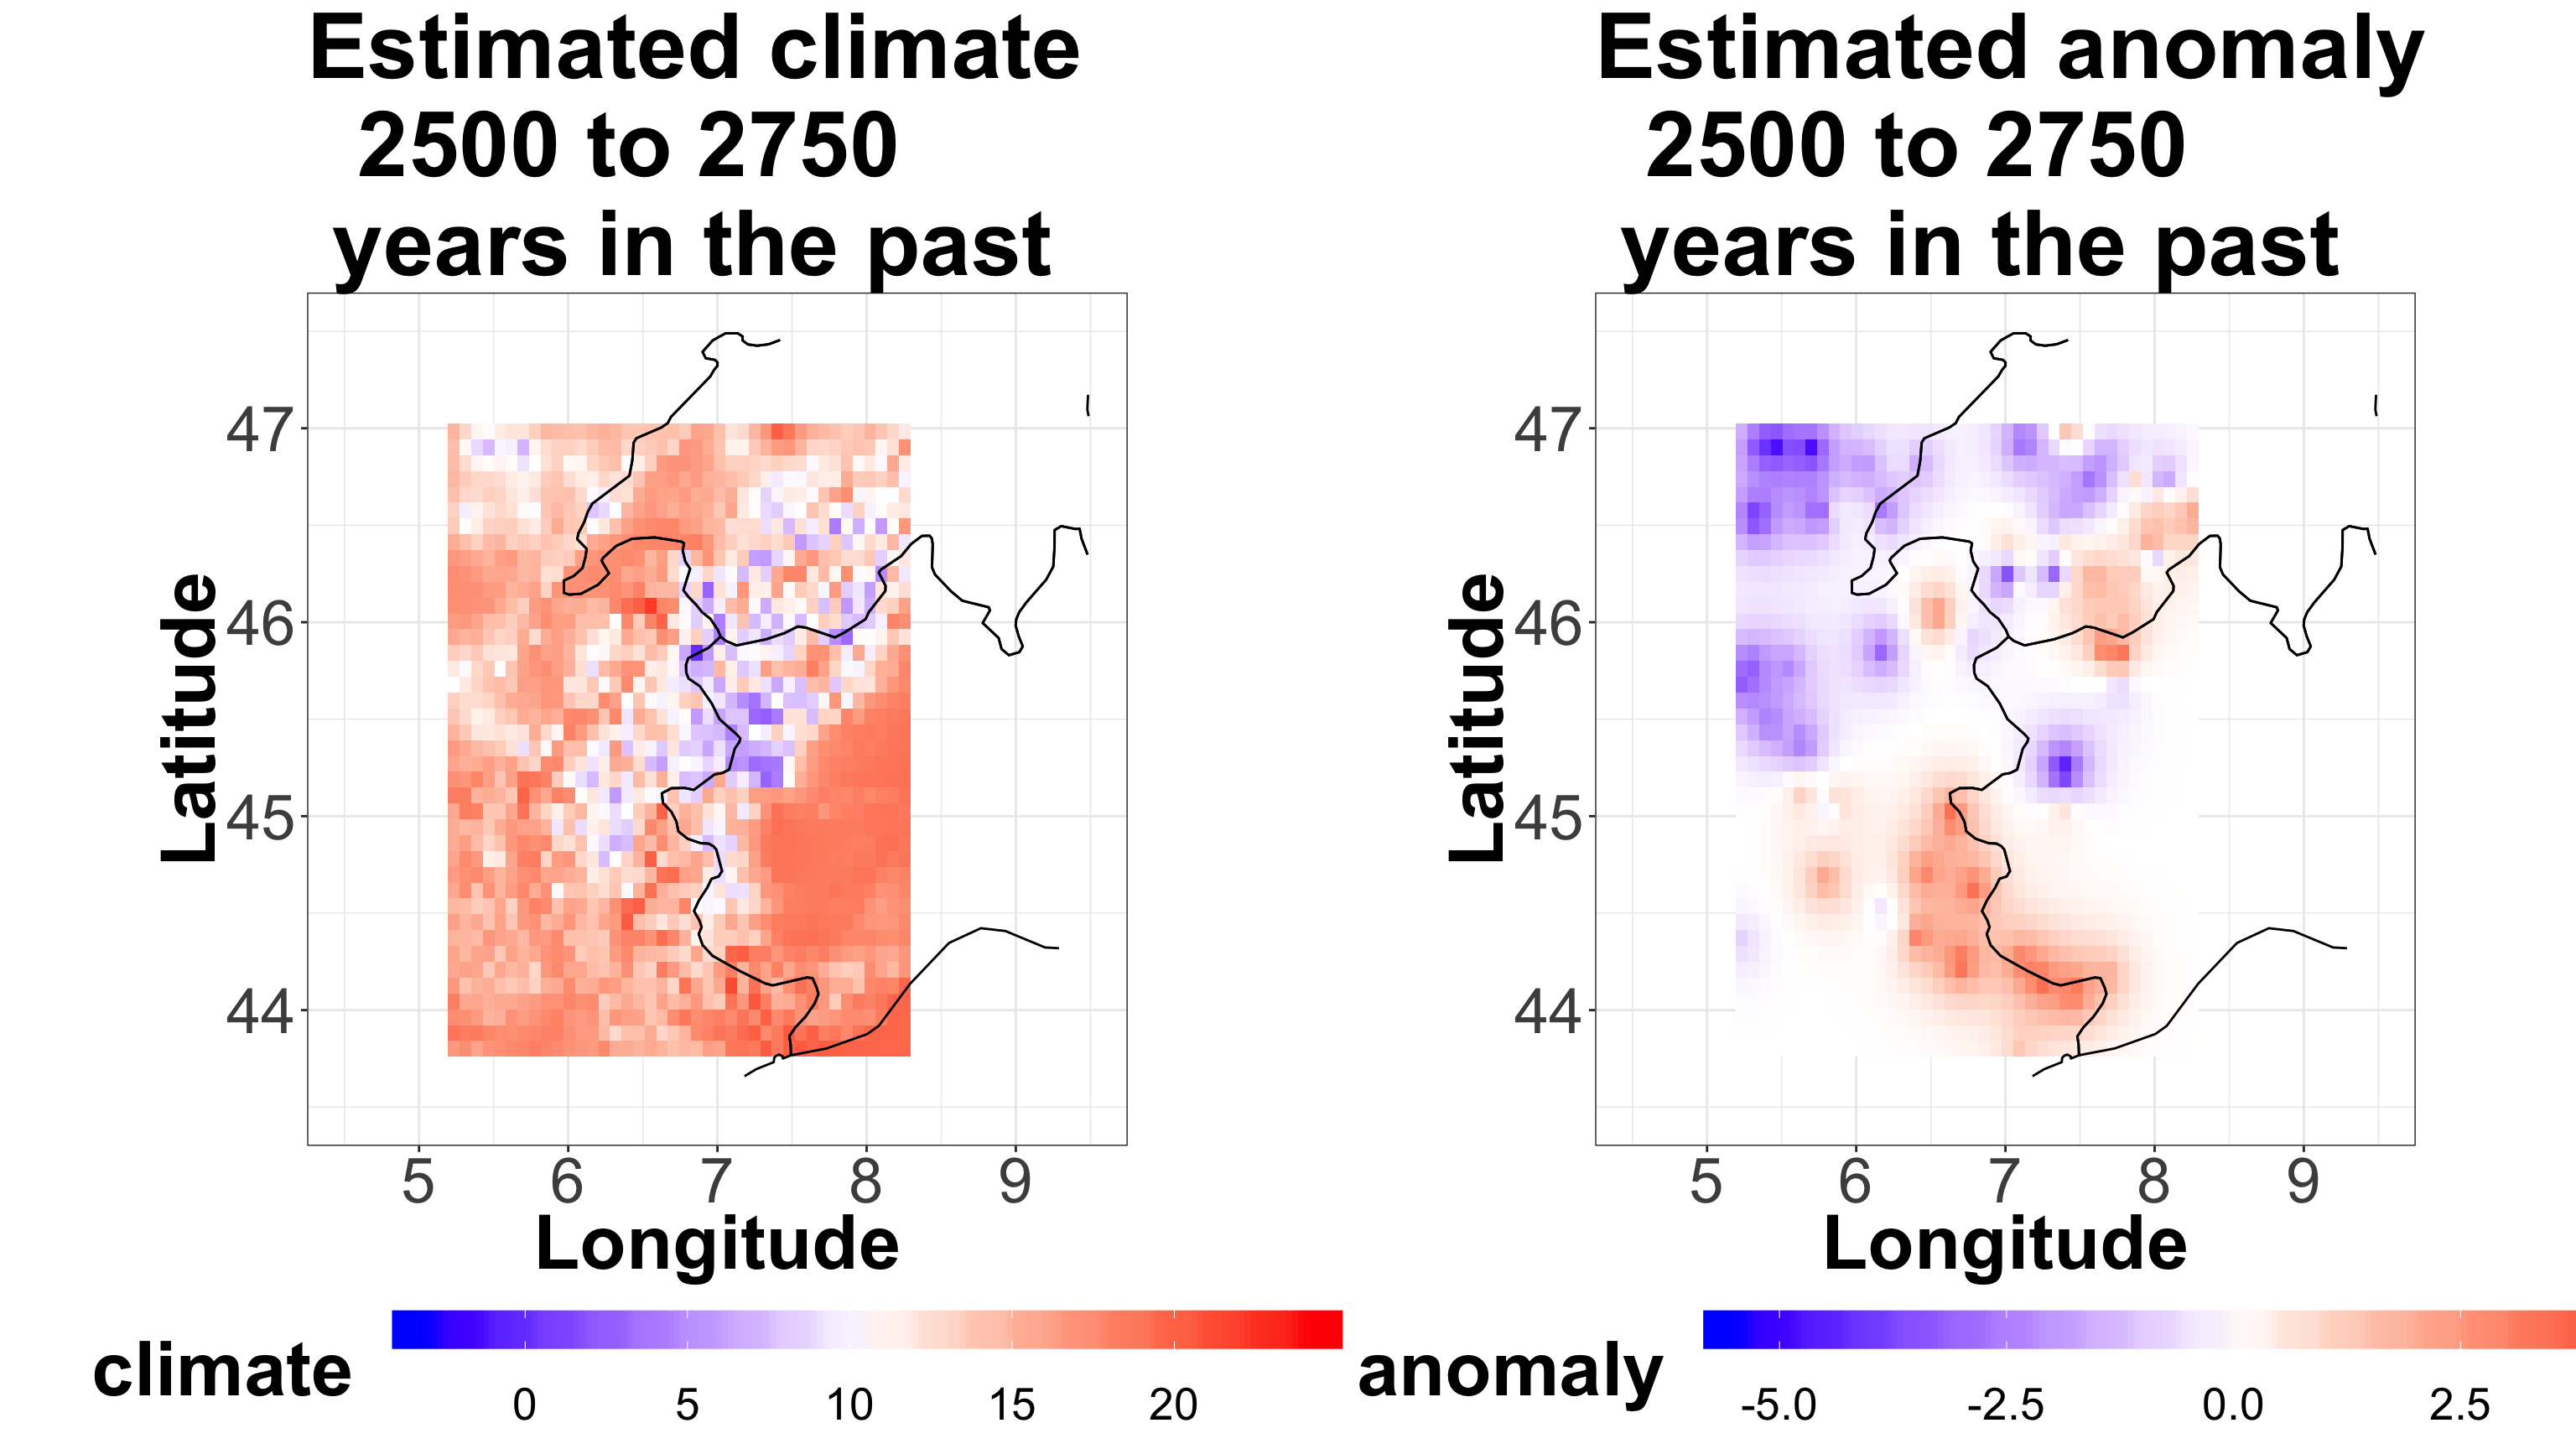 Estimated climate
2500 to 2750
years in the past
Latitude
47
46
45
44
5 6 7 8 9
Longitude
climate
0 5 10 15 20
Estimated anomaly
2500 to 2750
years in the past
Latitude
47
46
45
44
5 6 7 8 9
Longitude
anomaly
-5.0 -2.5 0.0 2.5